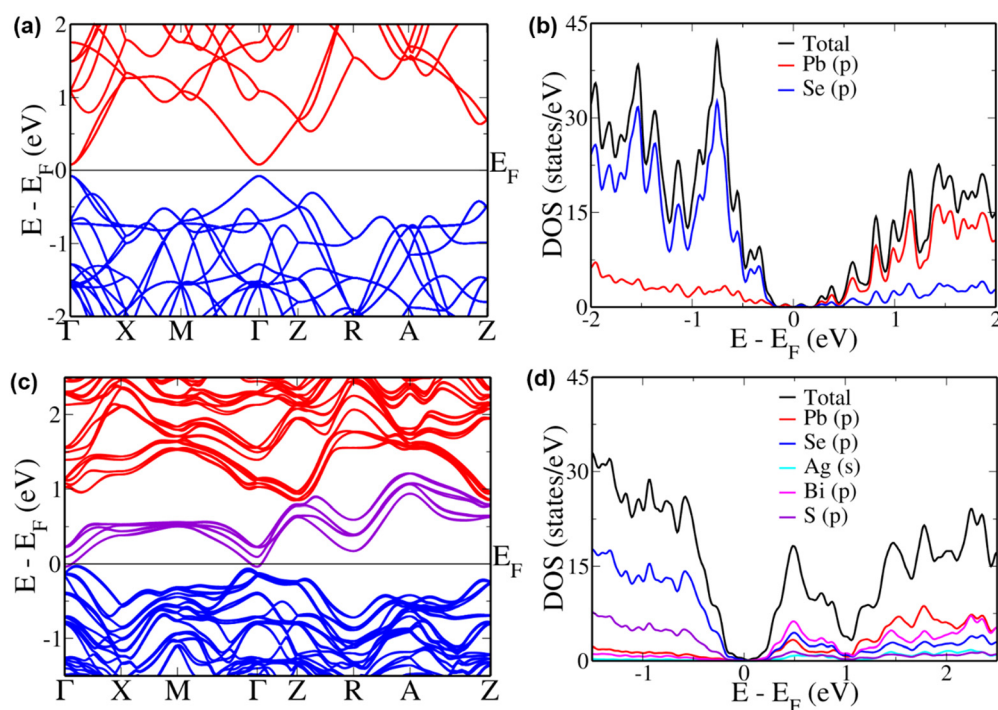 (a)
2
1
0
-1
-2
E - E_F (eV)
Γ X M Γ Z R A Z
E_F
(b)
45
30
15
0
DOS (states/eV)
Total
Pb (p)
Se (p)
-2 -1 0 1 2
E - E_F (eV)
(c)
2
1
0
-1
E - E_F (eV)
Γ X M Γ Z R A Z
E_F
(d)
45
30
15
0
DOS (states/eV)
Total
Pb (p)
Se (p)
Ag (s)
Bi (p)
S (p)
-1 0 1 2
E - E_F (eV)